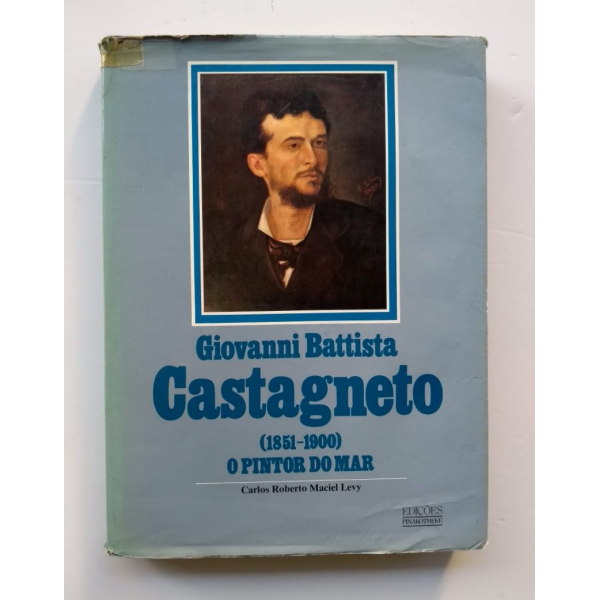 Giovanni Battista
Castagneto
(1851-1900)
O PINTOR DO MAR
Carlos Roberto Maciel Levy
EDIÇÕES
PINAKOTHEKE